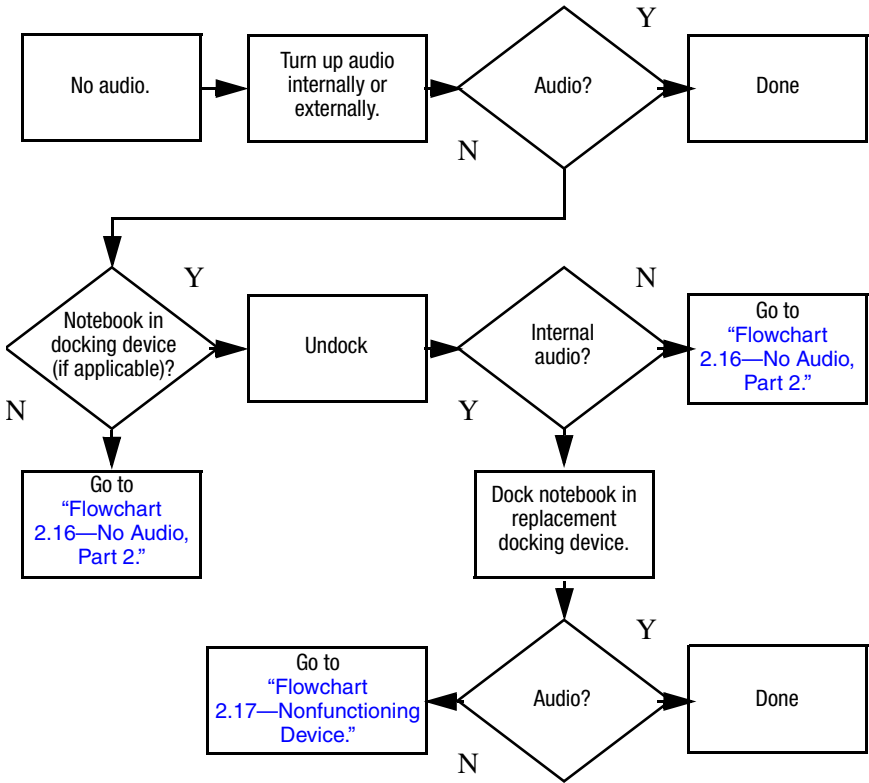 Y
No audio.
Turn up audio
internally or
externally.
Audio?
Done
N
Y
N
Notebook in
docking device
(if applicable)?
Undock
Internal
audio?
Go to
“Flowchart
2.16—No Audio,
Part 2.”
N
Y
Go to
“Flowchart
2.16—No Audio,
Part 2.”
Dock notebook in
replacement
docking device.
Y
Go to
“Flowchart
2.17—Nonfunctioning
Device.”
Audio?
Done
N